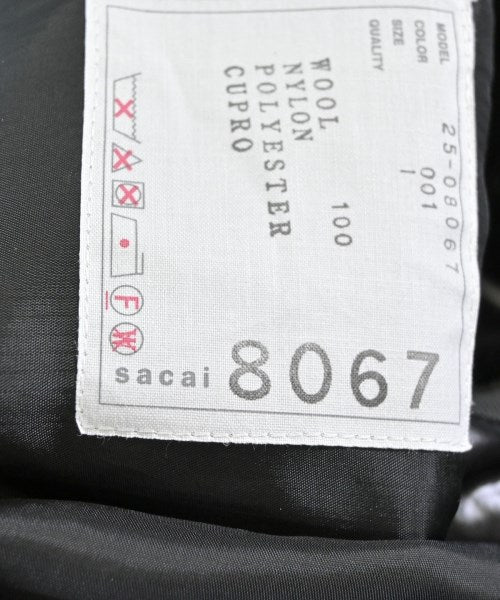 MODEL 25-08067
COLOR 001
SIZE 1
QUALITY
WOOL 100
NYLON
POLYESTER
CUPRO
F
W
sacai 8067